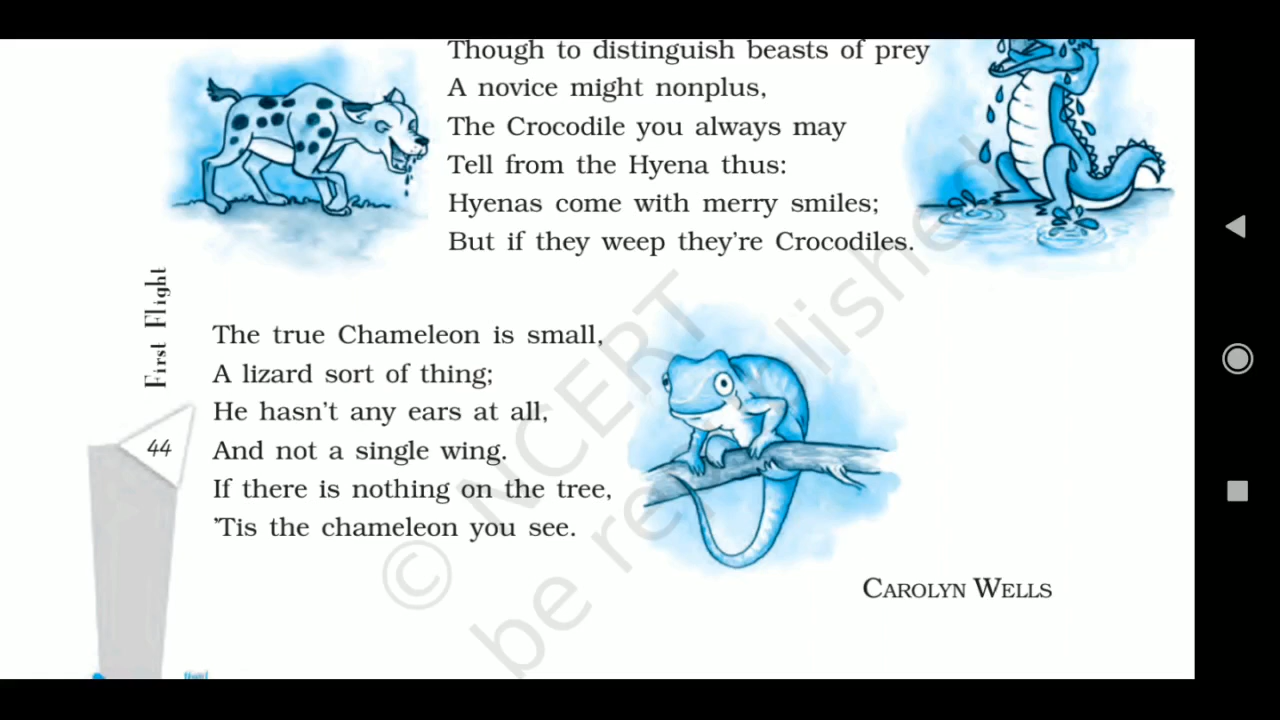 Though to distinguish beasts of prey
A novice might nonplus,
The Crocodile you always may
Tell from the Hyena thus:
Hyenas come with merry smiles;
But if they weep they're Crocodiles.
First Flight
44
The true Chameleon is small,
A lizard sort of thing;
He hasn't any ears at all,
And not a single wing.
If there is nothing on the tree,
'Tis the chameleon you see.
CAROLYN WELLS
© NCERT